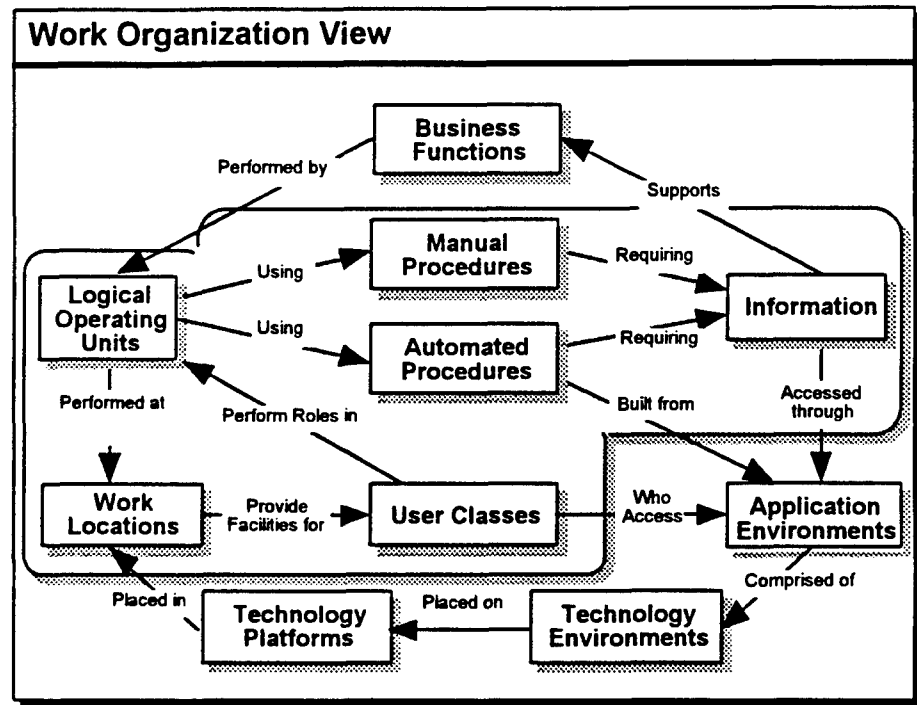 Work Organization View
Business
Functions
Performed by
Supports
Manual
Procedures
Using
Requiring
Logical
Operating
Units
Information
Using
Automated
Procedures
Requiring
Performed at
Perform Roles in
Built from
Accessed
through
Work
Locations
Provide
Facilities for
User Classes
Who
Access
Application
Environments
Placed in
Technology
Platforms
Placed on
Technology
Environments
Comprised of